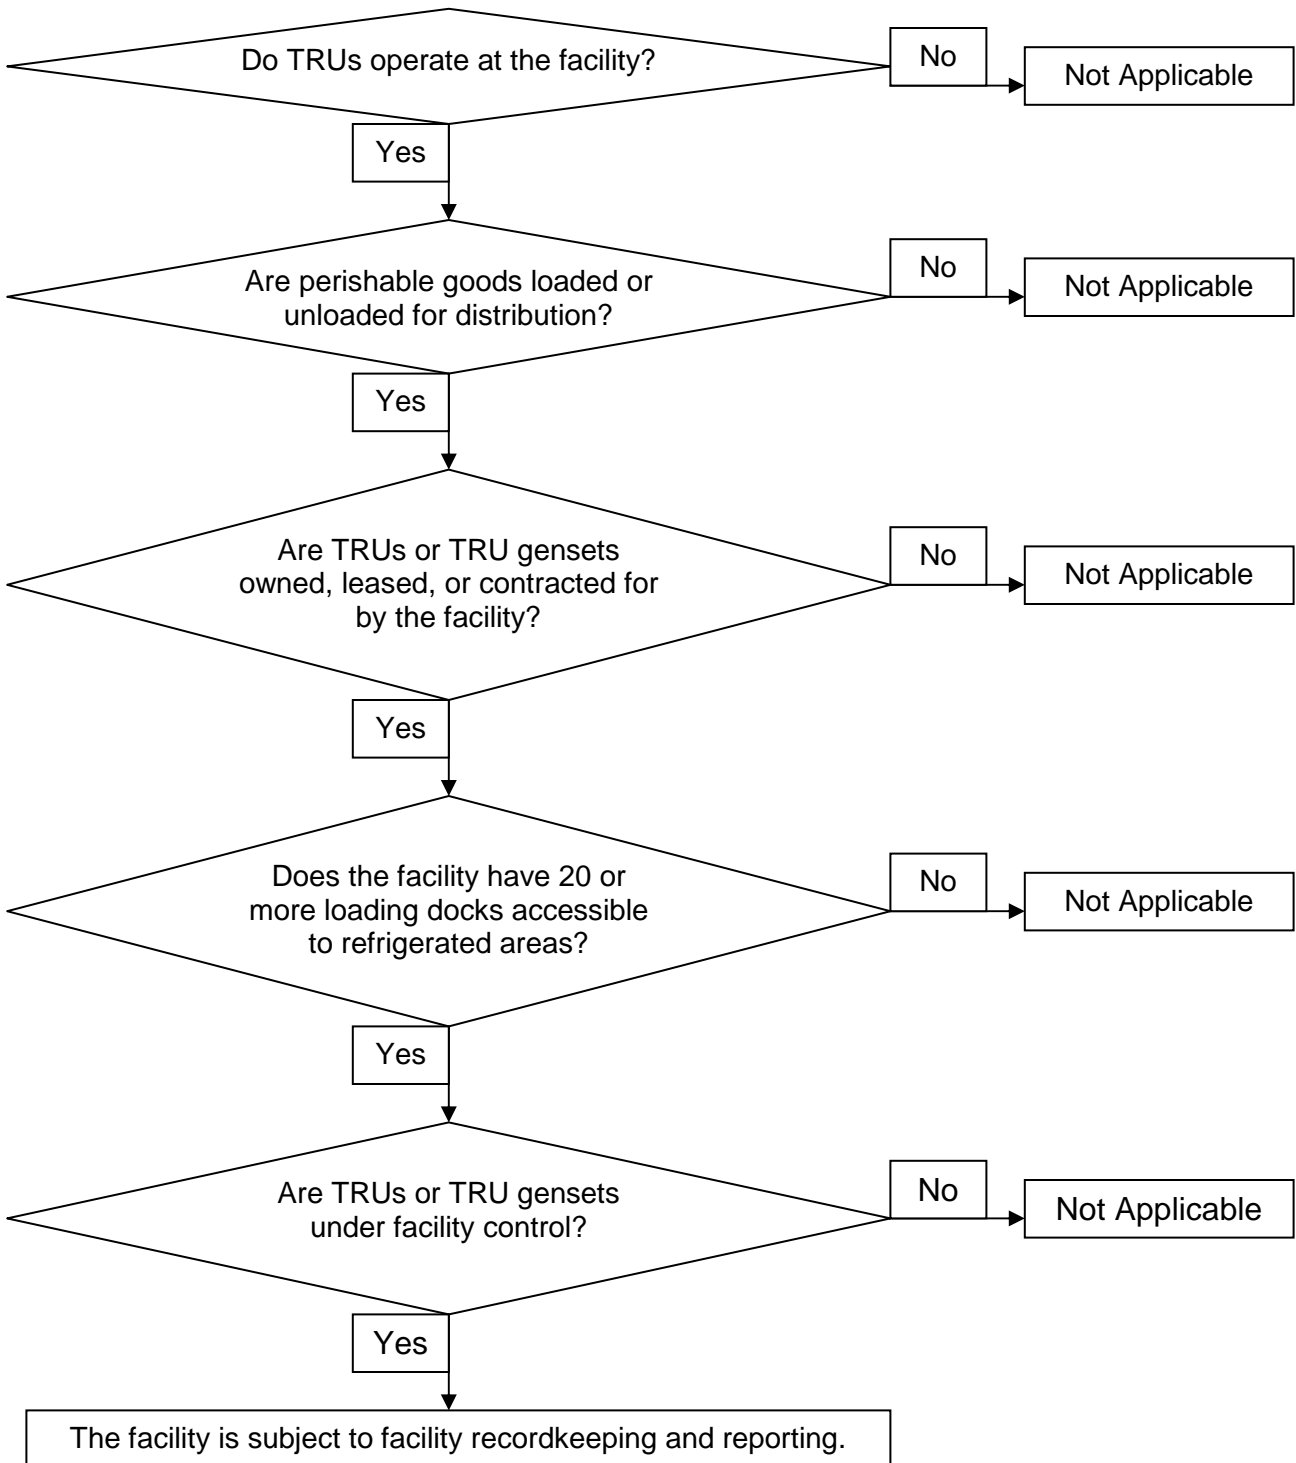 Do TRUs operate at the facility?
No
Not Applicable
Yes
Are perishable goods loaded or
unloaded for distribution?
No
Not Applicable
Yes
Are TRUs or TRU gensets
owned, leased, or contracted for
by the facility?
No
Not Applicable
Yes
Does the facility have 20 or
more loading docks accessible
to refrigerated areas?
No
Not Applicable
Yes
Are TRUs or TRU gensets
under facility control?
No
Not Applicable
Yes
The facility is subject to facility recordkeeping and reporting.